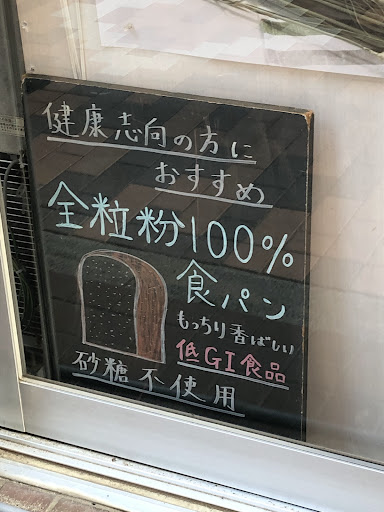 健康志向の方に
おすすめ
全粒粉100%
食パン
もっちり香ばしい
低GI食品
砂糖不使用